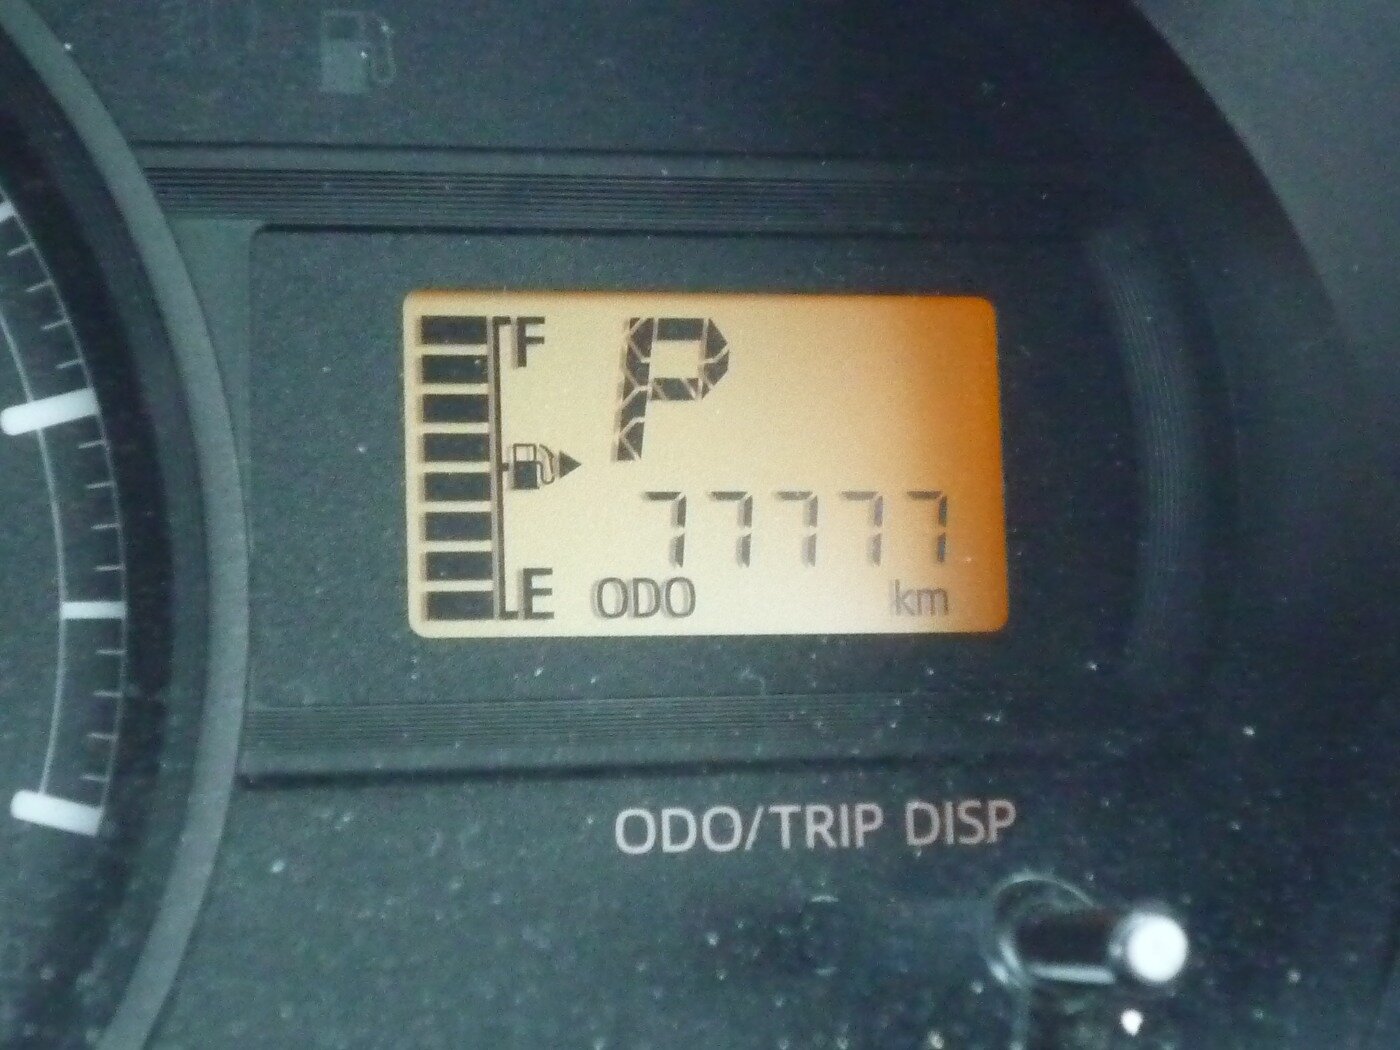 F
P
77777
E ODO km
ODO/TRIP DISP